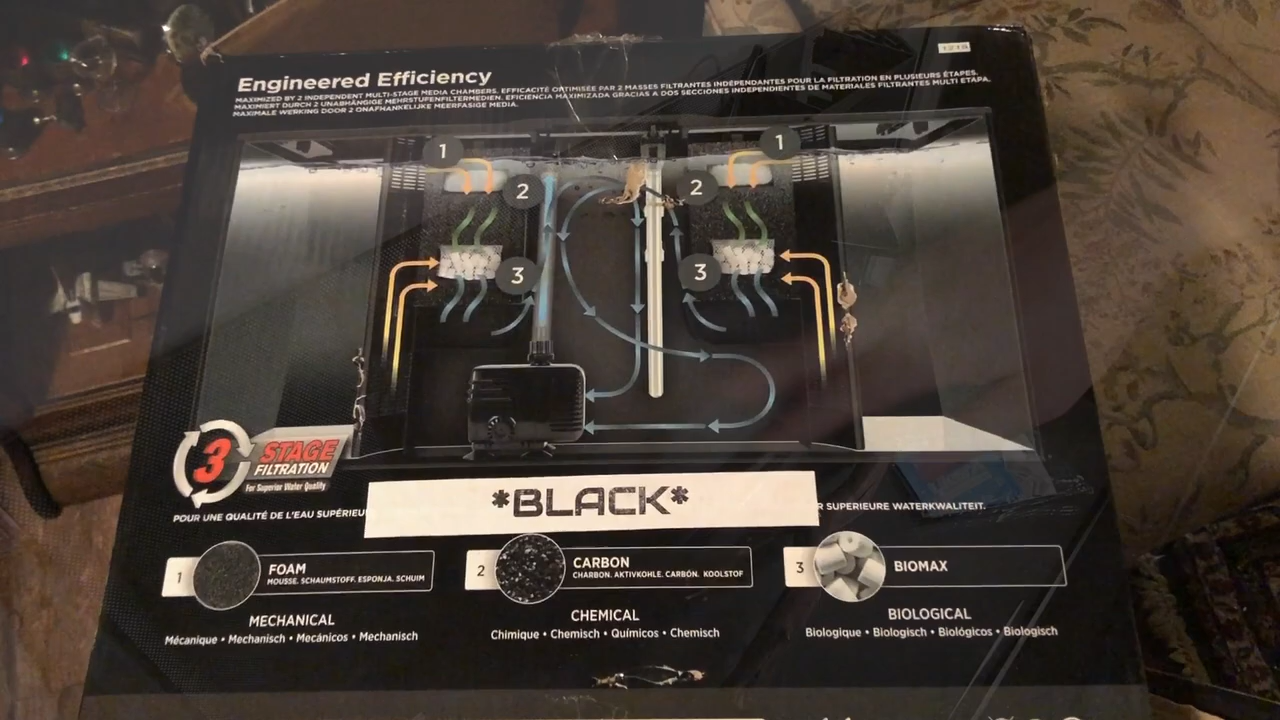 1219
Engineered Efficiency
MAXIMIZED BY 2 INDEPENDENT MULTI-STAGE MEDIA CHAMBERS. EFFICACITÉ OPTIMISÉE PAR 2 MASSES FILTRANTES INDÉPENDANTES POUR LA FILTRATION EN PLUSIEURS ÉTAPES.
MAXIMIERT DURCH 2 UNABHÄNGIGE MEHRSTUFENFILTERMEDIEN. EFICIENCIA MAXIMIZADA GRACIAS A DOS SECCIONES INDEPENDIENTES DE MATERIALES FILTRANTES MULTI ETAPA.
MAXIMALE WERKING DOOR 2 ONAFHANKELIJKE MEERFASIGE MEDIA.
1 1
2 2
3 3
3 STAGE
FILTRATION
For Superior Water Quality
*BLACK*
POUR UNE QUALITÉ DE L'EAU SUPÉRIEU R SUPERIEURE WATERKWALITEIT.
1 FOAM
MOUSSE. SCHAUMSTOFF. ESPONJA. SCHUIM
2 CARBON
CHARBON. AKTIVKOHLE. CARBÓN. KOOLSTOF
3 BIOMAX
MECHANICAL
Mécanique • Mechanisch • Mecánicos • Mechanisch
CHEMICAL
Chimique • Chemisch • Químicos • Chemisch
BIOLOGICAL
Biologique • Biologisch • Biológicos • Biologisch